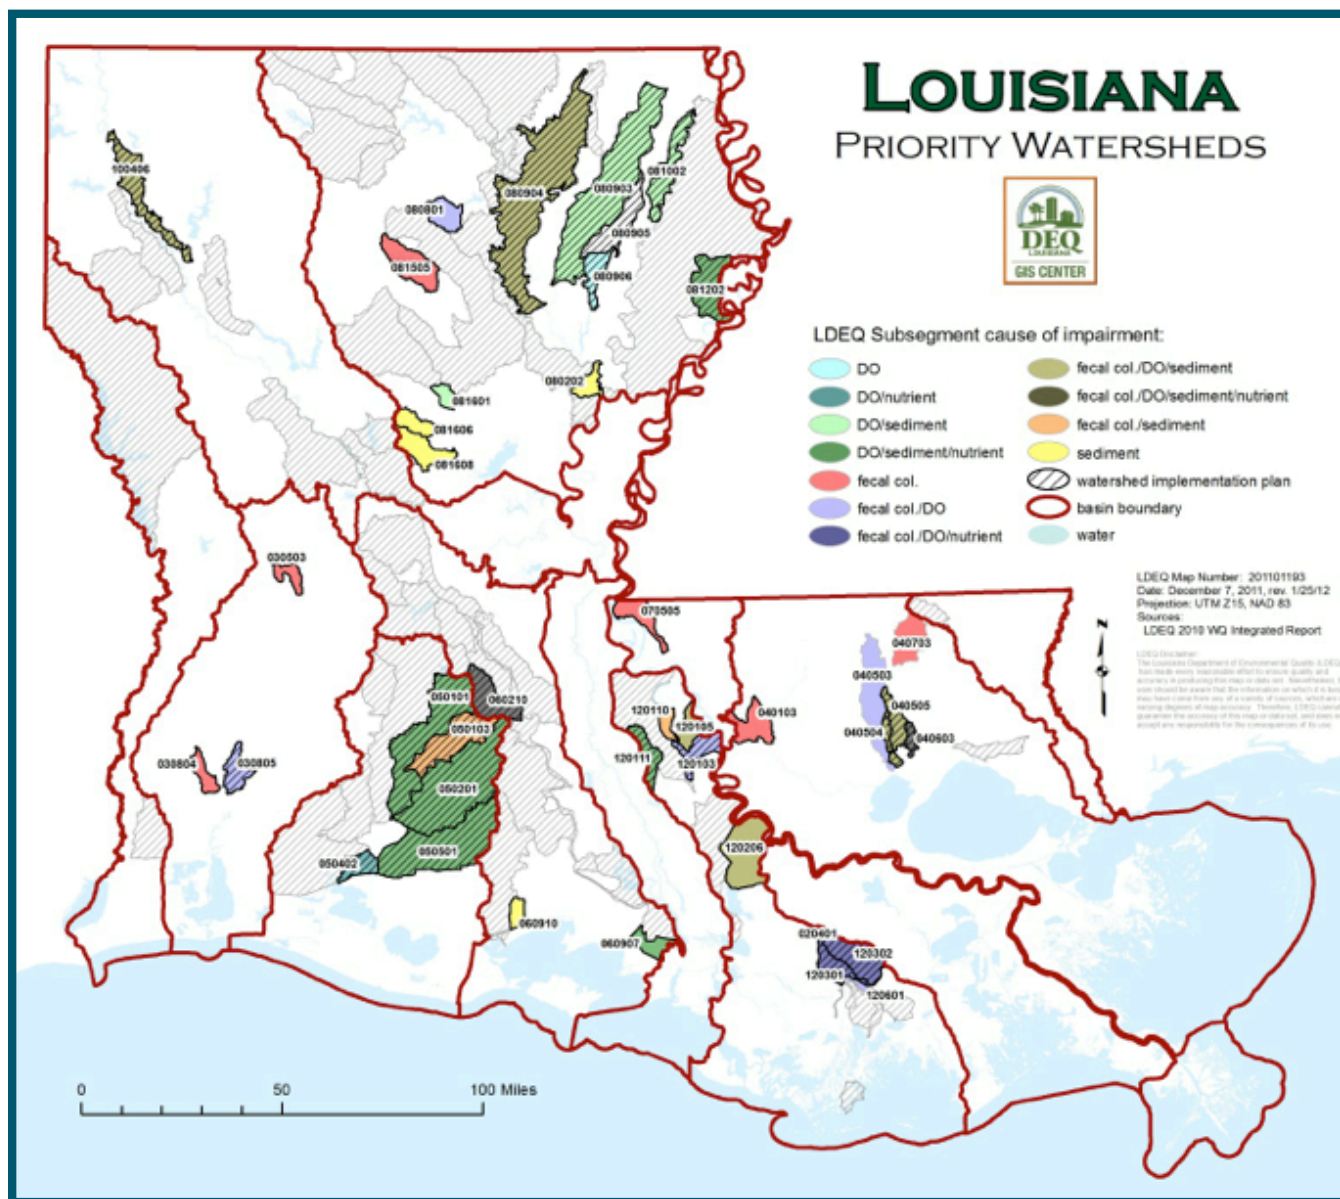 LOUISIANA
PRIORITY WATERSHEDS
DEQ
LOUISIANA
GIS CENTER
LDEQ Subsegment cause of impairment:
DO
DO/nutrient
DO/sediment
DO/sediment/nutrient
fecal col.
fecal col./DO
fecal col./DO/nutrient
fecal col./DO/sediment
fecal col./DO/sediment/nutrient
fecal col./sediment
sediment
watershed implementation plan
basin boundary
water
LDEQ Map Number: 201101193
Date: December 7, 2011, rev. 1/25/12
Projection: UTM Z15, NAD 83
Sources:
LDEQ 2010 WQ Integrated Report
LDEQ Disclaimer:
N
100406
080801
081505
080904
080903
081002
080905
080906
081202
080202
081601
081606
081608
030503
070505
040703
040503
050101
060210
120110
120105
040103
040505
050103
040504
040603
030804
030805
120111
120103
050201
050501
050402
120206
060910
060907
020401
120302
120301
120601
0 50 100 Miles